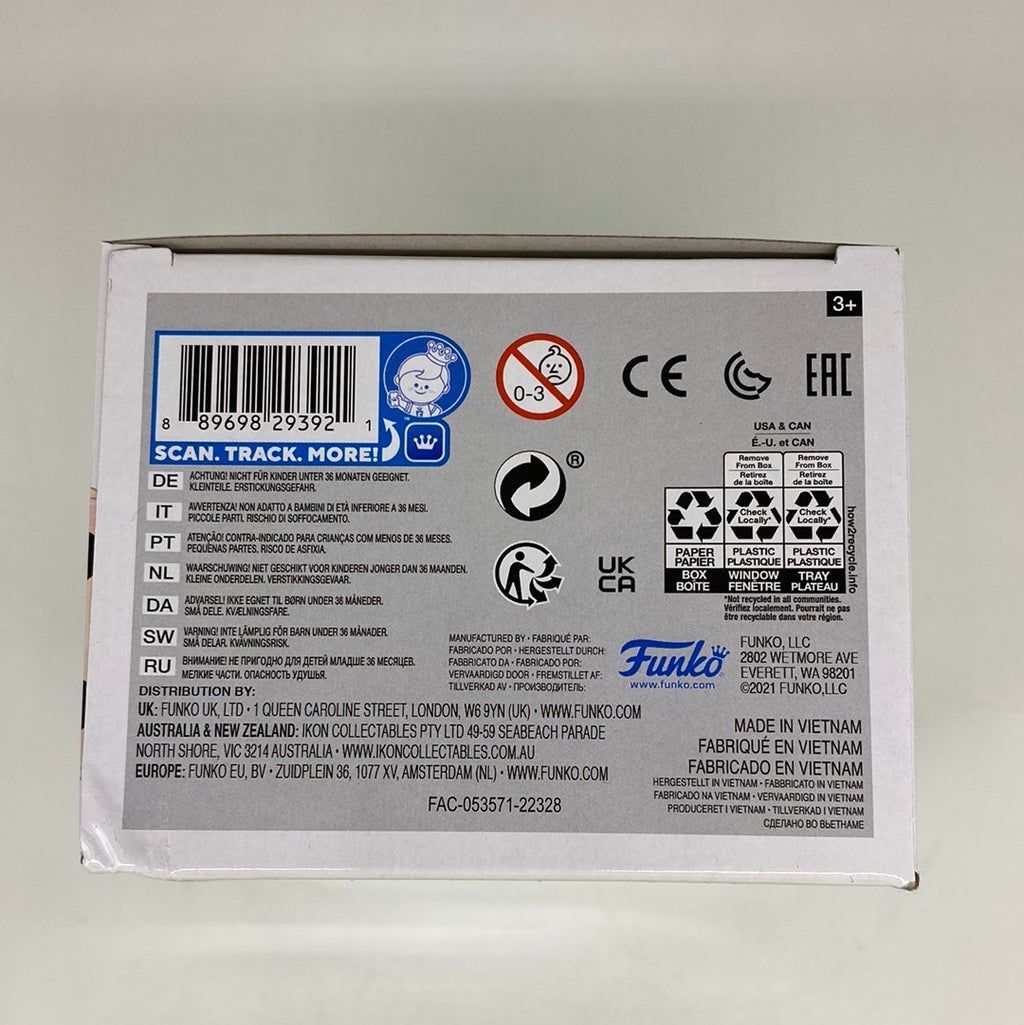 3+
8 89698 29392 1
SCAN. TRACK. MORE!
™
0-3
CE
EAC
®
DE ACHTUNG! NICHT FÜR KINDER UNTER 36 MONATEN GEEIGNET.
KLEINTEILE. ERSTICKUNGSGEFAHR.
IT AVVERTENZA! NON ADATTO A BAMBINI DI ETÀ INFERIORE A 36 MESI.
PICCOLE PARTI. RISCHIO DI SOFFOCAMENTO.
PT ATENÇÃO! CONTRA-INDICADO PARA CRIANÇAS COM MENOS DE 36 MESES.
PEQUENAS PARTES. RISCO DE ASFIXIA.
NL WAARSCHUWING! NIET GESCHIKT VOOR KINDEREN JONGER DAN 36 MAANDEN.
KLEINE ONDERDELEN. VERSTIKKINGSGEVAAR.
DA ADVARSEL! IKKE EGNET TIL BØRN UNDER 36 MÅNEDER.
SMÅ DELE. KVÆLNINGSFARE.
SW VARNING! INTE LÄMPLIG FÖR BARN UNDER 36 MÅNADER.
SMÅ DELAR. KVÄVNINGSRISK.
RU ВНИМАНИЕ! НЕ ПРИГОДНО ДЛЯ ДЕТЕЙ МЛАДШЕ 36 МЕСЯЦЕВ.
МЕЛКИЕ ЧАСТИ. ОПАСНОСТЬ УДУШЬЯ.
UK
CA
USA & CAN
É.-U. et CAN
Remove From Box
Retirez de la boîte
Remove From Box
Retirez de la boîte
Check Locally*
Check Locally*
PAPER
PAPIER
PLASTIC
PLASTIQUE
PLASTIC
PLASTIQUE
BOX
BOÎTE
WINDOW
FENÊTRE
TRAY
PLATEAU
how2recycle.info
*Not recycled in all communities.
Vérifiez localement. Pourrait ne pas
être recyclable dans votre région.
MANUFACTURED BY • FABRIQUÉ PAR:
FABRICADO POR • HERGESTELLT DURCH:
FABBRICATO DA • FABRICADO POR:
VERVAARDIGD DOOR • FREMSTILLET AF:
TILLVERKAD AV • ПРОИЗВОДИТЕЛЬ:
Funko®
www.funko.com
FUNKO, LLC
2802 WETMORE AVE
EVERETT, WA 98201
©2021 FUNKO,LLC
DISTRIBUTION BY:
UK: FUNKO UK, LTD • 1 QUEEN CAROLINE STREET, LONDON, W6 9YN (UK) • WWW.FUNKO.COM
AUSTRALIA & NEW ZEALAND: IKON COLLECTABLES PTY LTD 49-59 SEABEACH PARADE
NORTH SHORE, VIC 3214 AUSTRALIA • WWW.IKONCOLLECTABLES.COM.AU
EUROPE: FUNKO EU, BV • ZUIDPLEIN 36, 1077 XV, AMSTERDAM (NL) • WWW.FUNKO.COM
FAC-053571-22328
MADE IN VIETNAM
FABRIQUÉ EN VIETNAM
FABRICADO EN VIETNAM
HERGESTELLT IN VIETNAM • FABBRICATO IN VIETNAM
FABRICADO NA VIETNAM • VERVAARDIGD IN VIETNAM
PRODUCERET I VIETNAM • TILLVERKAD I VIETNAM
СДЕЛАНО ВО ВЬЕТНАМЕ